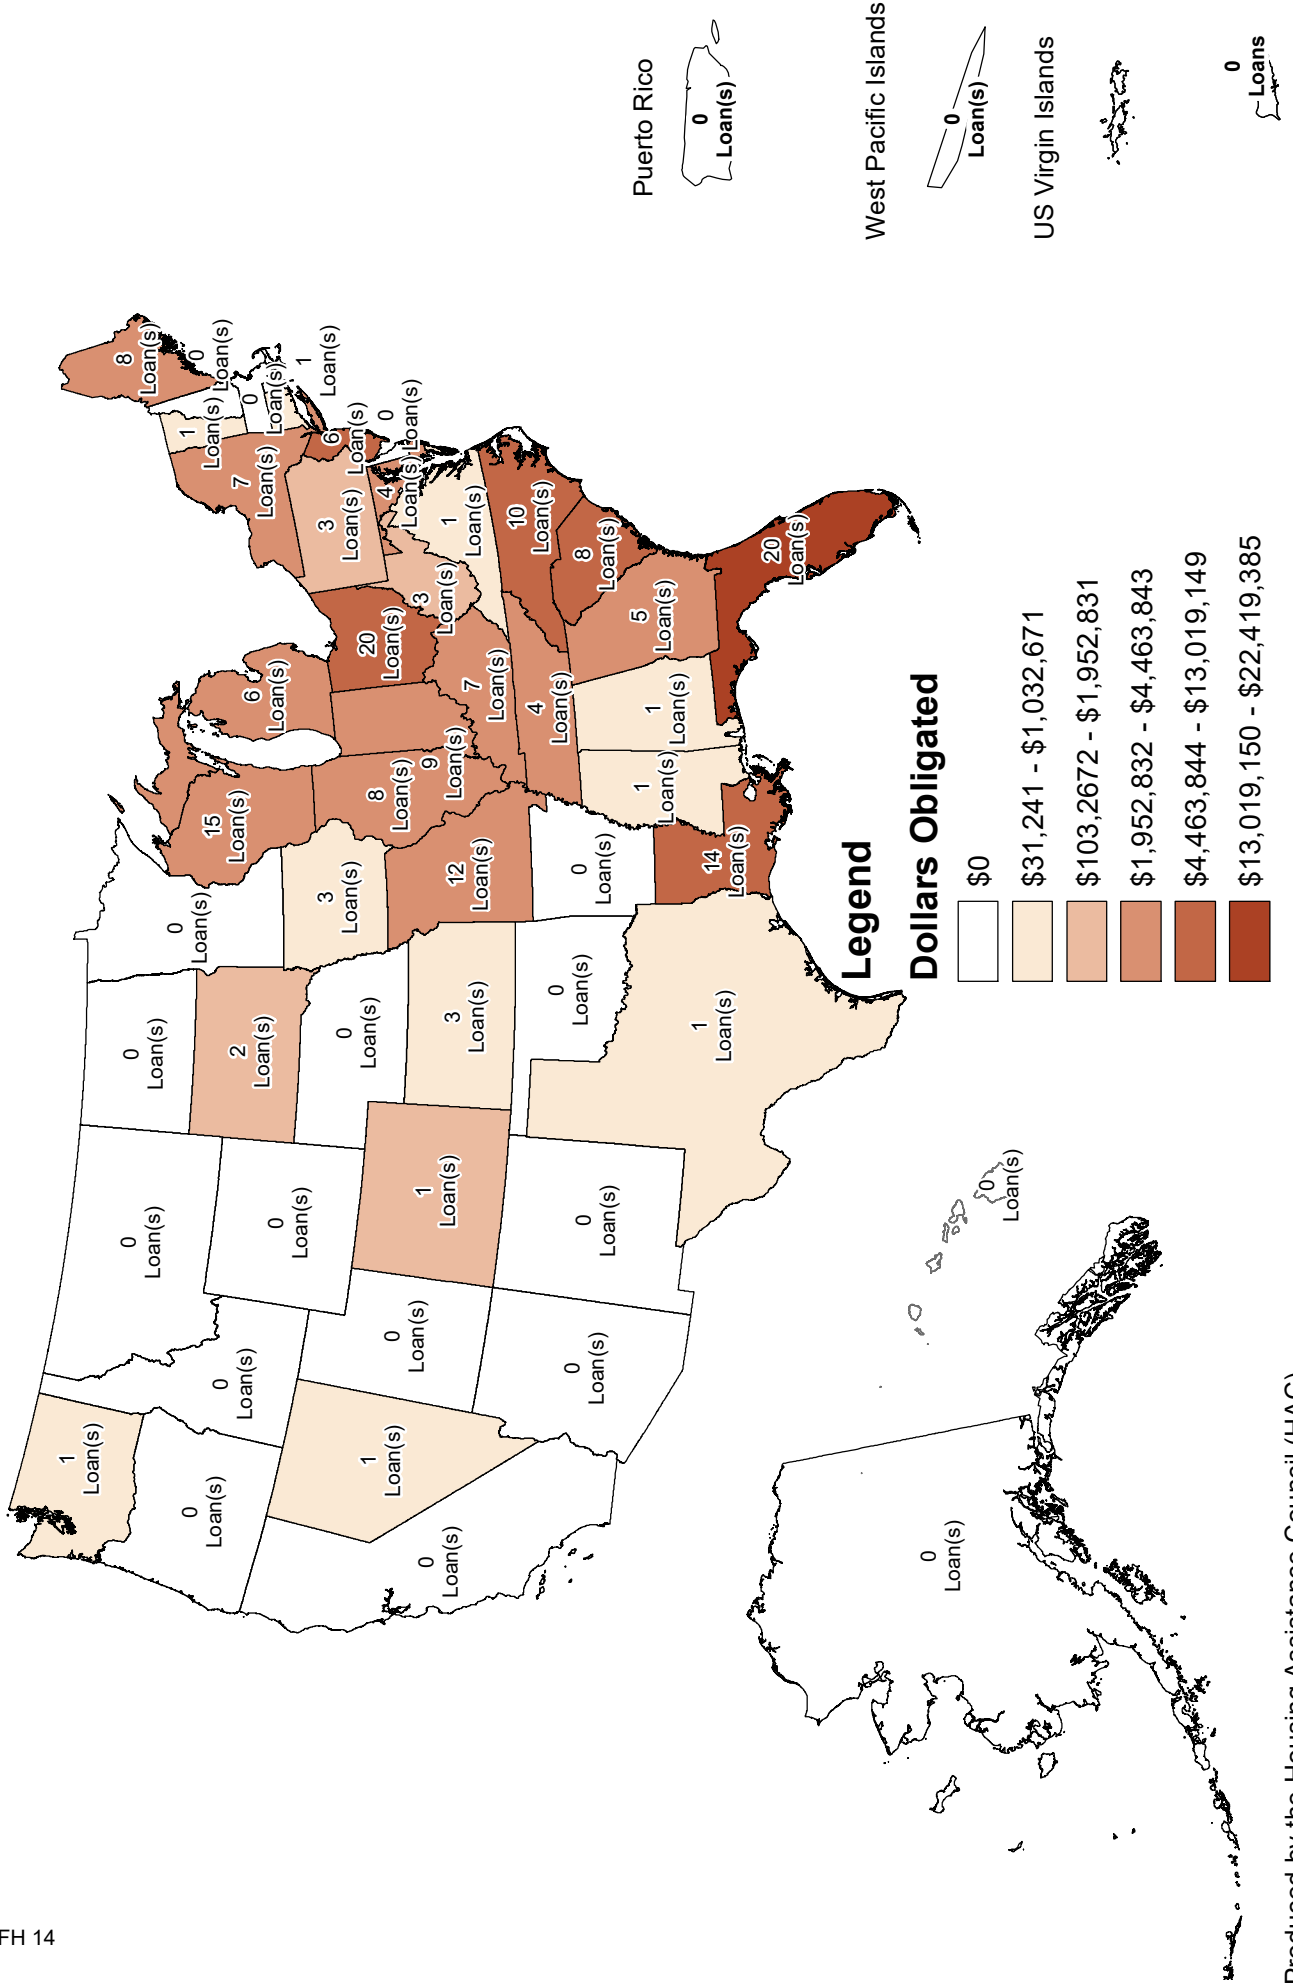 FH 14
1
Loan(s)
0
Loan(s)
0
Loan(s)
1
Loan(s)
0
Loan(s)
0
Loan(s)
0
Loan(s)
0
Loan(s)
0
Loan(s)
1
Loan(s)
0
Loan(s)
0
Loan(s)
2
Loan(s)
0
Loan(s)
3
Loan(s)
0
Loan(s)
1
Loan(s)
0
Loan(s)
3
Loan(s)
12
Loan(s)
0
Loan(s)
14
Loan(s)
15
Loan(s)
8
Loan(s)
9
Loan(s)
6
Loan(s)
20
Loan(s)
7
Loan(s)
4
Loan(s)
1
Loan(s)
1
Loan(s)
5
Loan(s)
20
Loan(s)
8
Loan(s)
10
Loan(s)
1
Loan(s)
3
Loan(s)
4
Loan(s)
0
Loan(s)
3
Loan(s)
6
Loan(s)
7
Loan(s)
1
Loan(s)
0
Loan(s)
1
Loan(s)
0
Loan(s)
8
Loan(s)
0
Loan(s)
0
Loan(s)
Legend
Dollars Obligated
$0
$31,241 - $1,032,671
$103,2672 - $1,952,831
$1,952,832 - $4,463,843
$4,463,844 - $13,019,149
$13,019,150 - $22,419,385
Puerto Rico
0
Loan(s)
West Pacific Islands
0
Loan(s)
US Virgin Islands
0
Loans
Produced by the Housing Assistance Council (HAC)